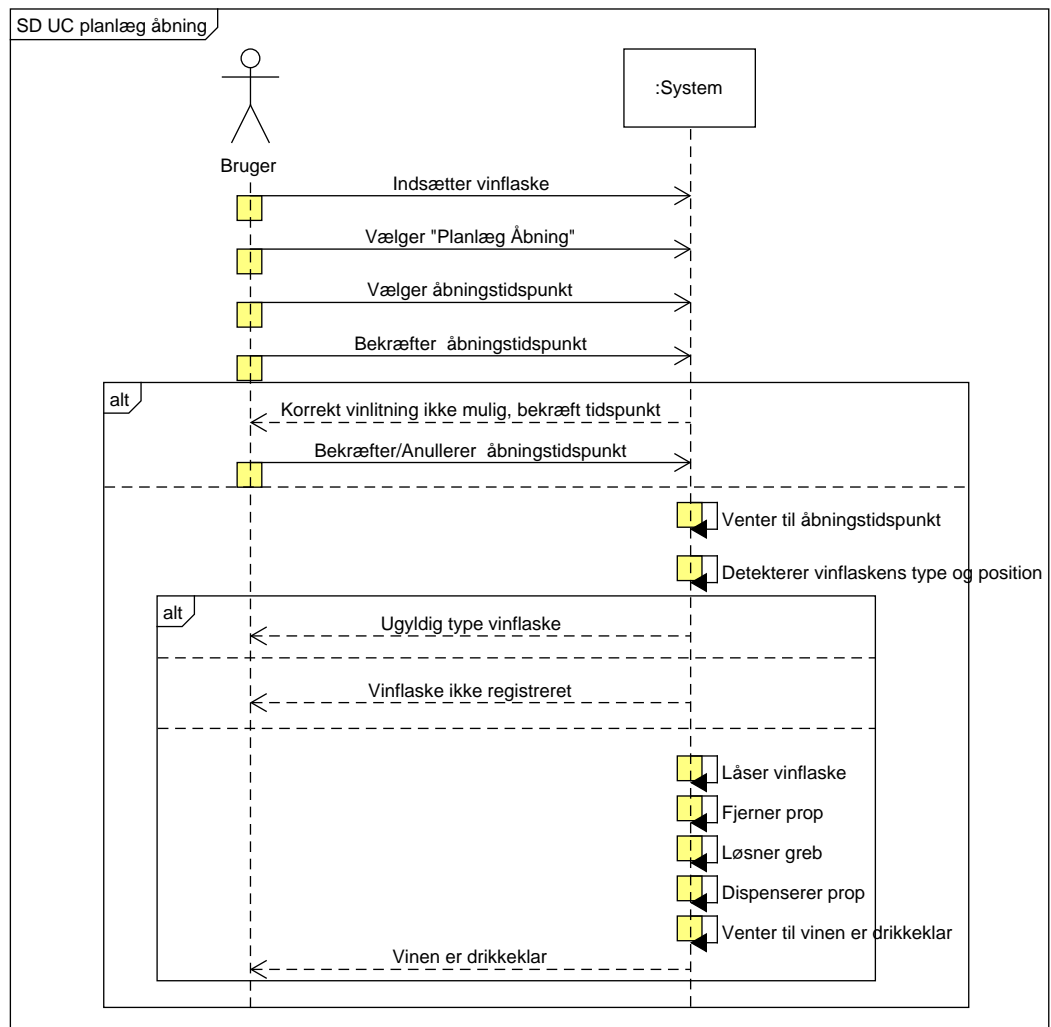 SD UC planlæg åbning
:System
Bruger
Indsætter vinflaske
Vælger "Planlæg Åbning"
Vælger åbningstidspunkt
Bekræfter  åbningstidspunkt
alt
Korrekt vinlitning ikke mulig, bekræft tidspunkt
Bekræfter/Anullerer  åbningstidspunkt
Venter til åbningstidspunkt
Detekterer vinflaskens type og position
alt
Ugyldig type vinflaske
Vinflaske ikke registreret
Låser vinflaske
Fjerner prop
Løsner greb
Dispenserer prop
Venter til vinen er drikkeklar
Vinen er drikkeklar